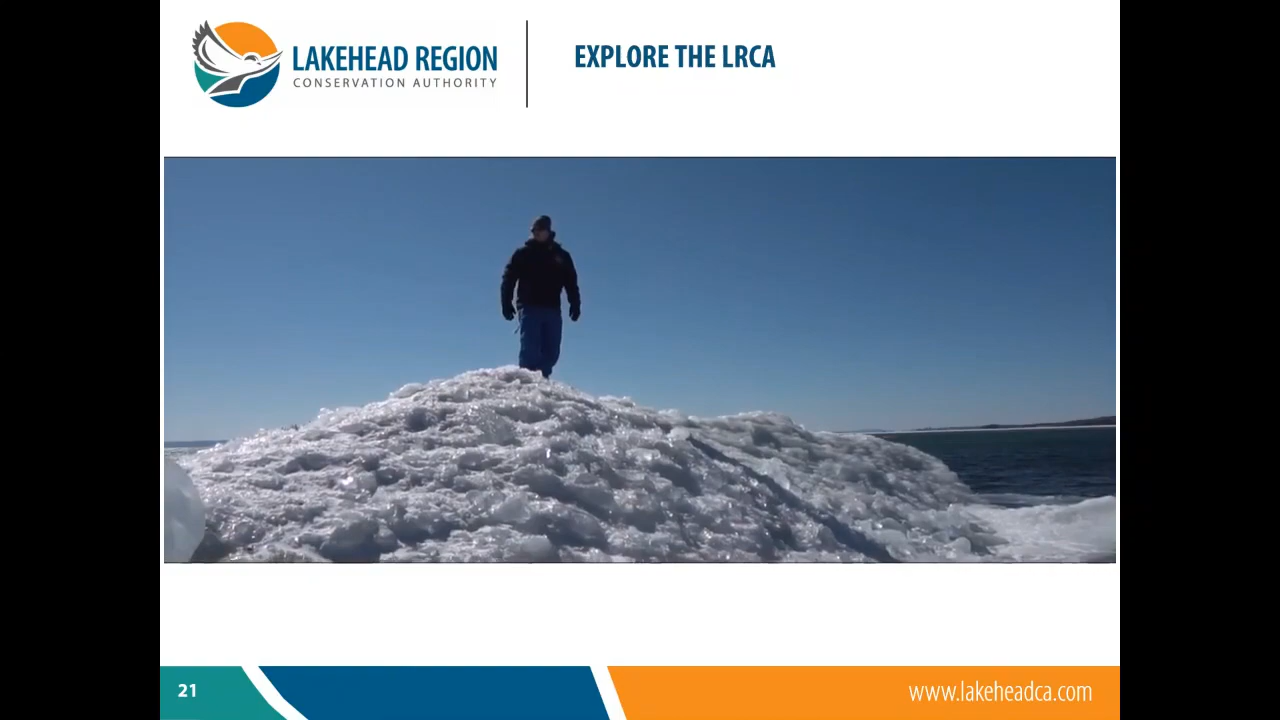 LAKEHEAD REGION
CONSERVATION AUTHORITY
EXPLORE THE LRCA
21
www.lakeheadca.com